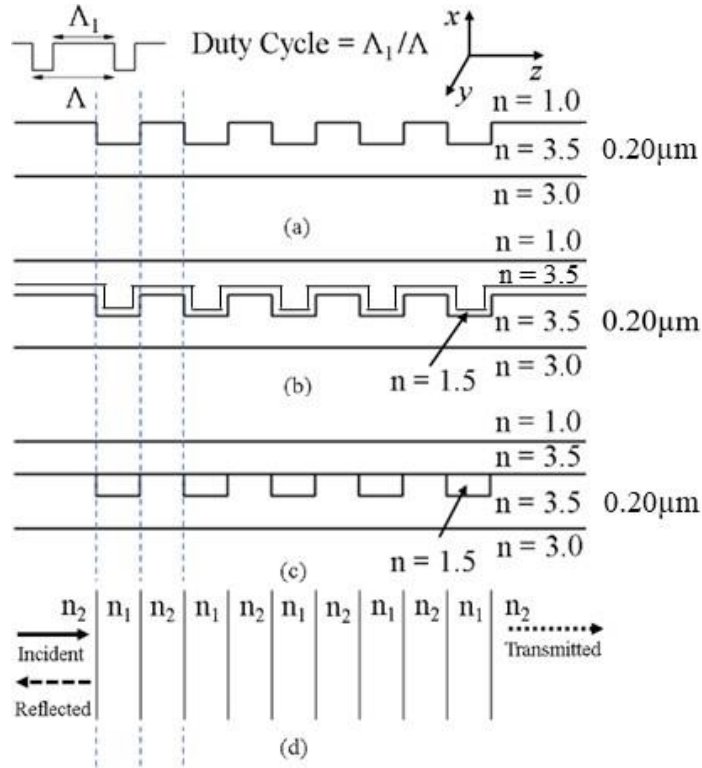 Λ₁
Λ
Duty Cycle = Λ₁/Λ
x
z
y
n = 1.0
n = 3.5 0.20μm
n = 3.0
(a)
n = 1.0
n = 3.5
n = 3.5 0.20μm
n = 1.5
n = 3.0
(b)
n = 1.0
n = 3.5
n = 3.5 0.20μm
n = 1.5
n = 3.0
(c)
n₂ n₁ n₂ n₁ n₂ n₁ n₂ n₁ n₂ n₁ n₂
Incident
Transmitted
Reflected
(d)